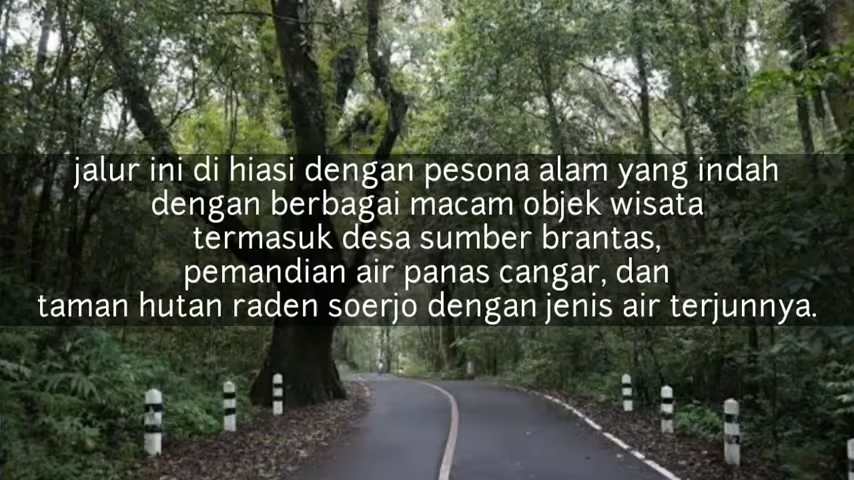 jalur ini di hiasi dengan pesona alam yang indah
dengan berbagai macam objek wisata
termasuk desa sumber brantas,
pemandian air panas cangar, dan
taman hutan raden soerjo dengan jenis air terjunnya.